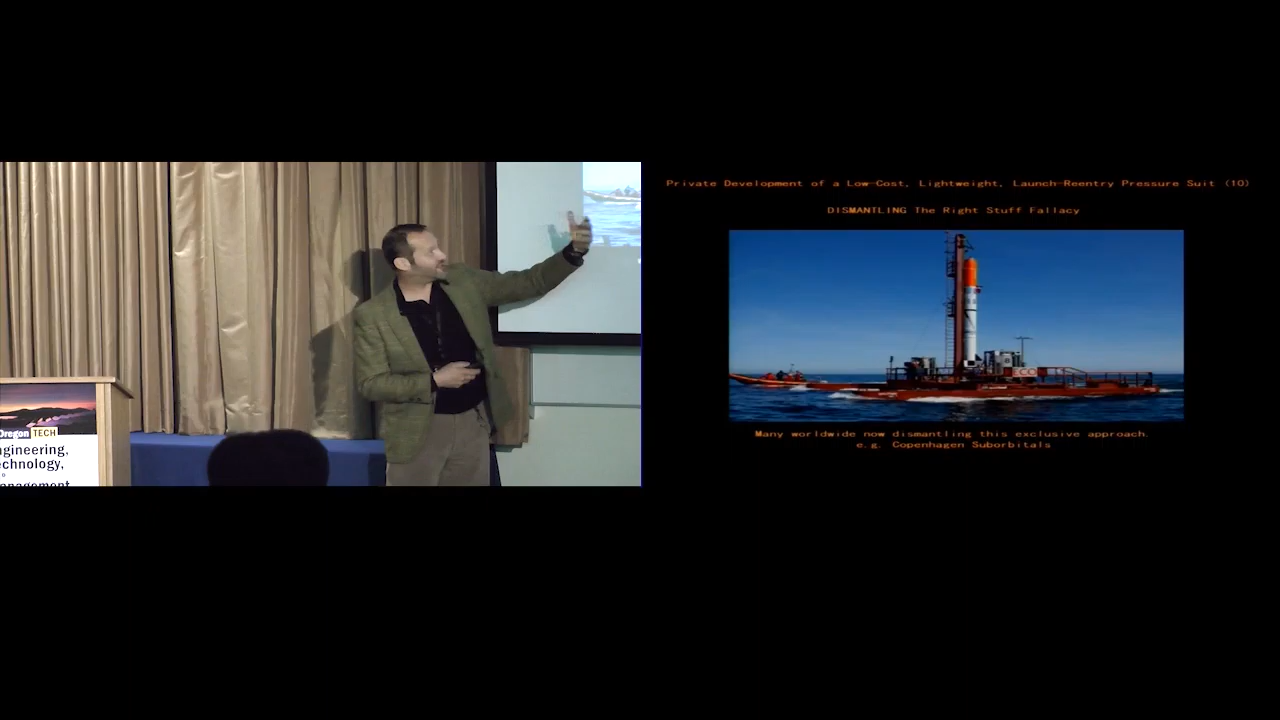 Oregon TECH
ngineering,
echnology,
anagement
Private Development of a Low-Cost, Lightweight, Launch-Reentry Pressure Suit (10)
DISMANTLING The Right Stuff Fallacy
Many worldwide now dismantling this exclusive approach.
e.g. Copenhagen Suborbitals